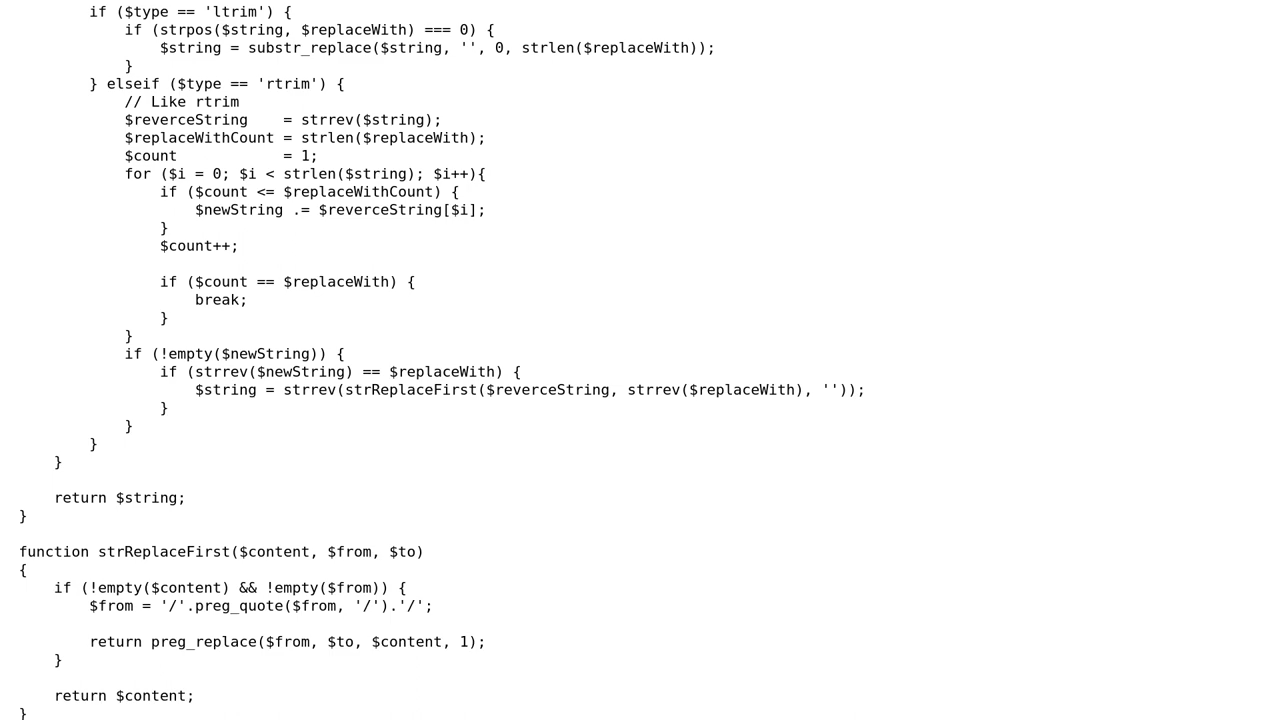 if ($type == 'ltrim') {
            if (strpos($string, $replaceWith) === 0) {
                $string = substr_replace($string, '', 0, strlen($replaceWith));
            }
        } elseif ($type == 'rtrim') {
            // Like rtrim
            $reverceString    = strrev($string);
            $replaceWithCount = strlen($replaceWith);
            $count            = 1;
            for ($i = 0; $i < strlen($string); $i++){
                if ($count <= $replaceWithCount) {
                    $newString .= $reverceString[$i];
                }
                $count++;

                if ($count == $replaceWith) {
                    break;
                }
            }
            if (!empty($newString)) {
                if (strrev($newString) == $replaceWith) {
                    $string = strrev(strReplaceFirst($reverceString, strrev($replaceWith), ''));
                }
            }
        }
    }

    return $string;
}

function strReplaceFirst($content, $from, $to)
{
    if (!empty($content) && !empty($from)) {
        $from = '/'.preg_quote($from, '/').'/';

        return preg_replace($from, $to, $content, 1);
    }

    return $content;
}